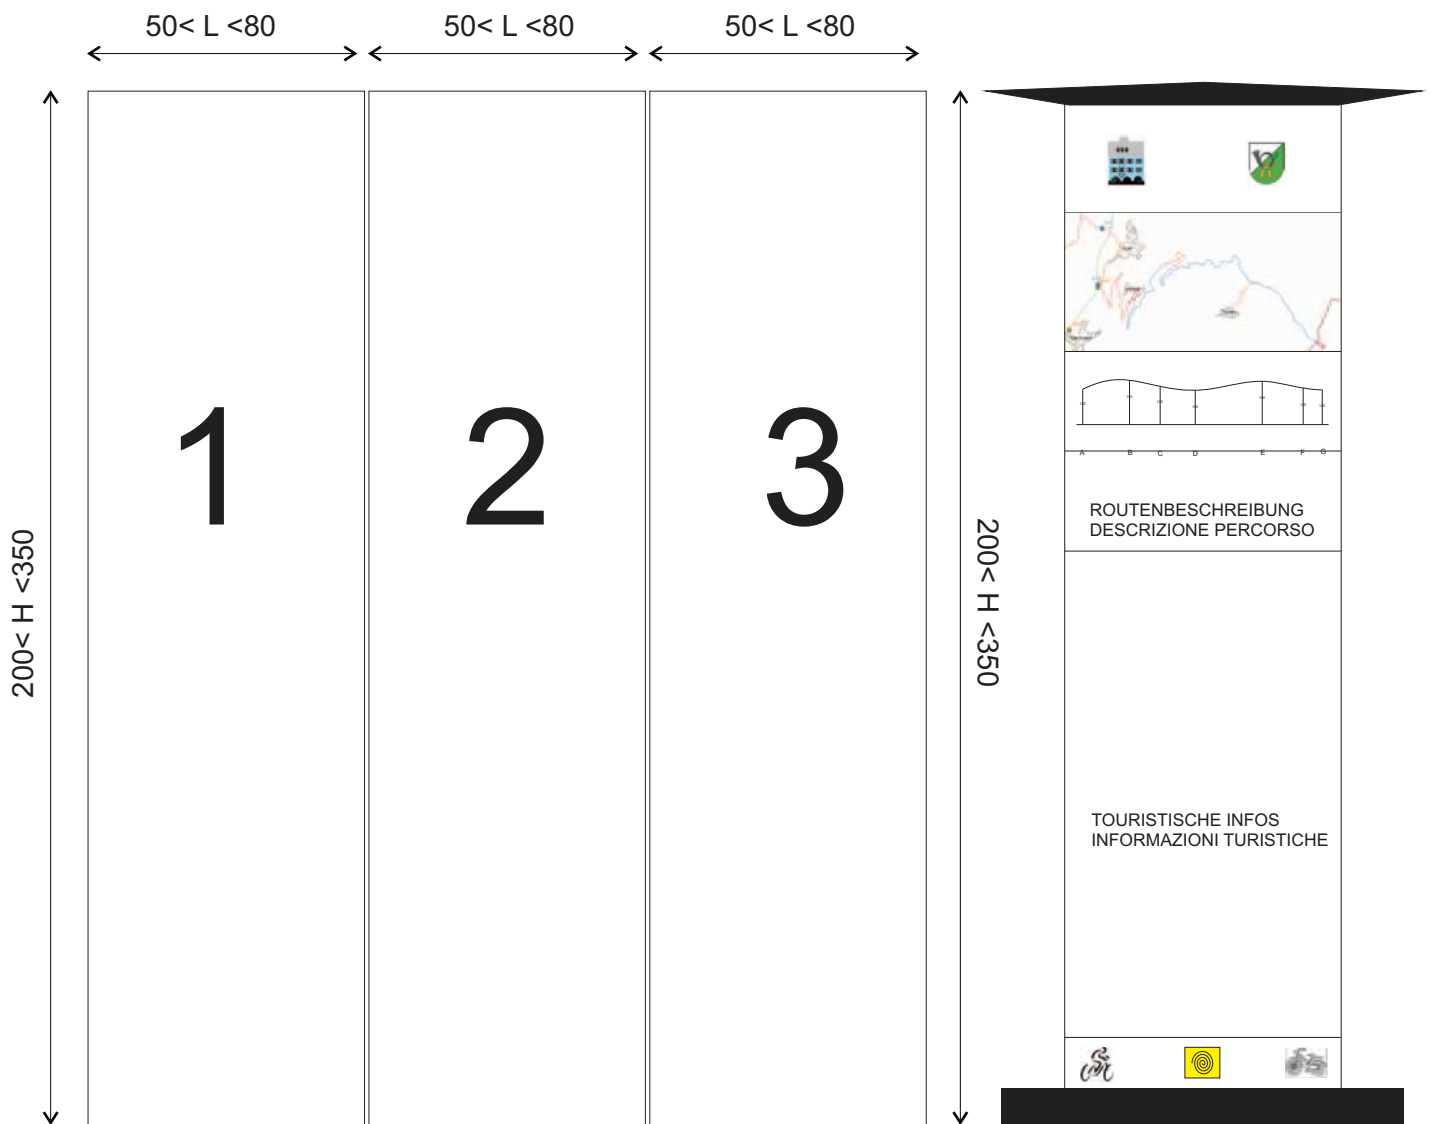 50< L <80
50< L <80
50< L <80
200< H <350
1
2
3
200< H <350
A B C D E F G
ROUTENBESCHREIBUNG
DESCRIZIONE PERCORSO
TOURISTISCHE INFOS
INFORMAZIONI TURISTICHE